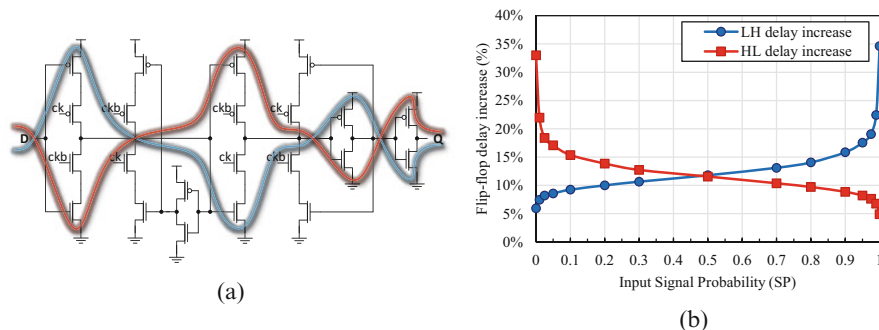 (a)
D
ck
ckb
ckb
ck
ckb
ck
ck
ckb
Q
(b)
Flip-flop delay increase (%)
40%
35%
30%
25%
20%
15%
10%
5%
0%
LH delay increase
HL delay increase
0 0.1 0.2 0.3 0.4 0.5 0.6 0.7 0.8 0.9 1
Input Signal Probability (SP)
(a)
(b)